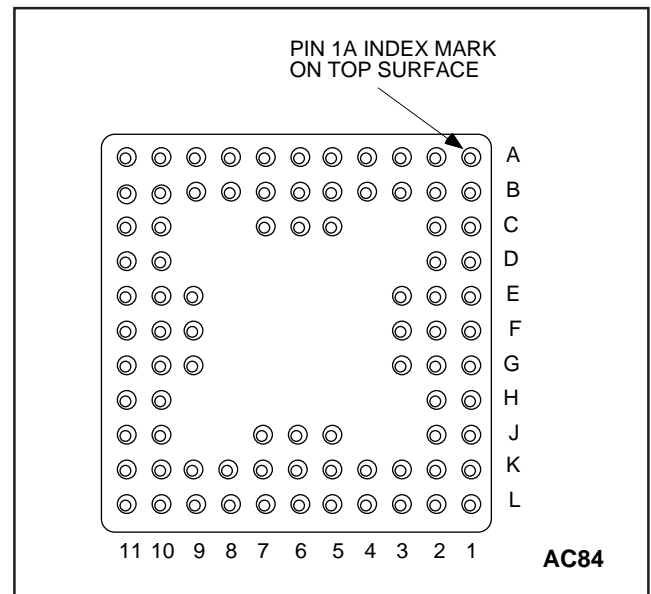 PIN 1A INDEX MARK
ON TOP SURFACE
A
B
C
D
E
F
G
H
J
K
L
11 10 9 8 7 6 5 4 3 2 1
AC84